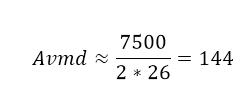 Avmd ≈ 7500 / 2 * 26 = 144